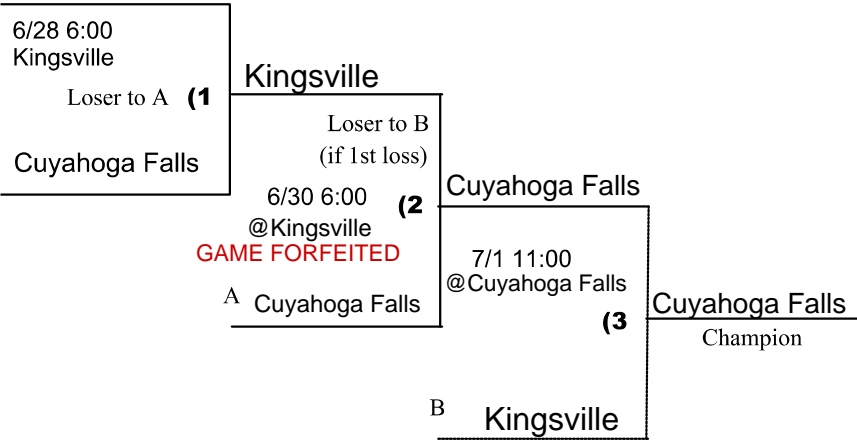 6/28 6:00
Kingsville
Loser to A (1
Cuyahoga Falls
Kingsville
Loser to B
(if 1st loss)
6/30 6:00 (2
@Kingsville
GAME FORFEITED
A Cuyahoga Falls
Cuyahoga Falls
7/1 11:00
@Cuyahoga Falls
(3
B Kingsville
Cuyahoga Falls
Champion